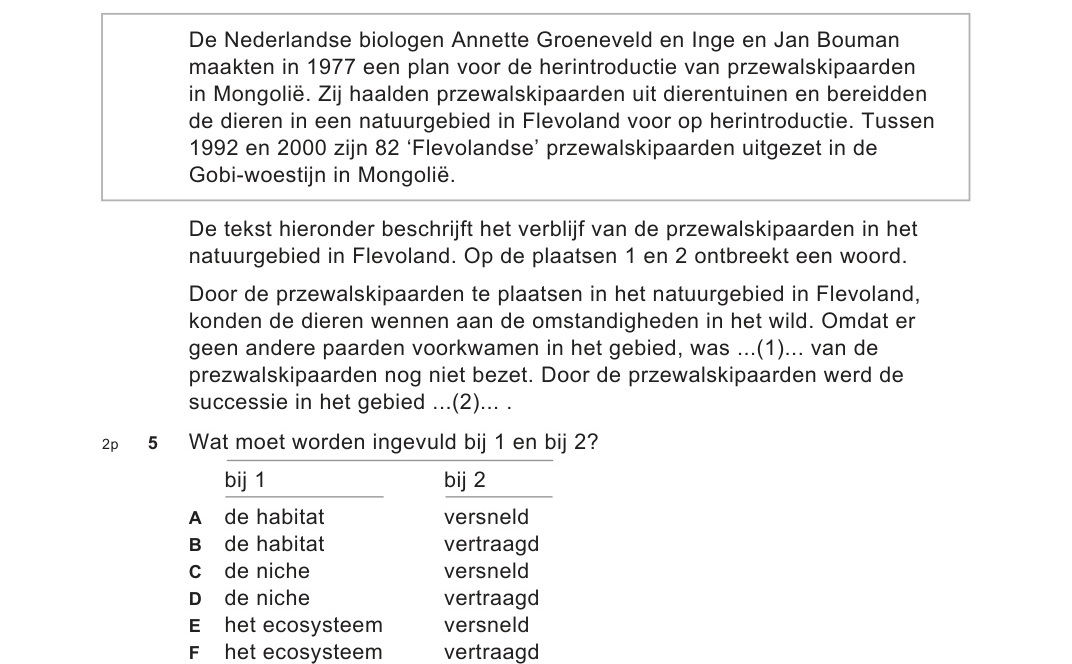 De Nederlandse biologen Annette Groeneveld en Inge en Jan Bouman
maakten in 1977 een plan voor de herintroductie van przewalskipaarden
in Mongolië. Zij haalden przewalskipaarden uit dierentuinen en bereidden
de dieren in een natuurgebied in Flevoland voor op herintroductie. Tussen
1992 en 2000 zijn 82 ‘Flevolandse’ przewalskipaarden uitgezet in de
Gobi-woestijn in Mongolië.
De tekst hieronder beschrijft het verblijf van de przewalskipaarden in het
natuurgebied in Flevoland. Op de plaatsen 1 en 2 ontbreekt een woord.
Door de przewalskipaarden te plaatsen in het natuurgebied in Flevoland,
konden de dieren wennen aan de omstandigheden in het wild. Omdat er
geen andere paarden voorkwamen in het gebied, was ...(1)... van de
prezwalskipaarden nog niet bezet. Door de przewalskipaarden werd de
successie in het gebied ...(2)... .
2p 5 Wat moet worden ingevuld bij 1 en bij 2?
bij 1 bij 2
A de habitat versneld
B de habitat vertraagd
C de niche versneld
D de niche vertraagd
E het ecosysteem versneld
F het ecosysteem vertraagd